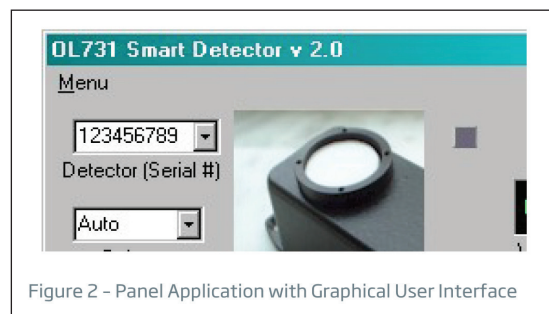 OL731 Smart Detector v 2.0
Menu
123456789
Detector (Serial #)
Auto
Figure 2 – Panel Application with Graphical User Interface